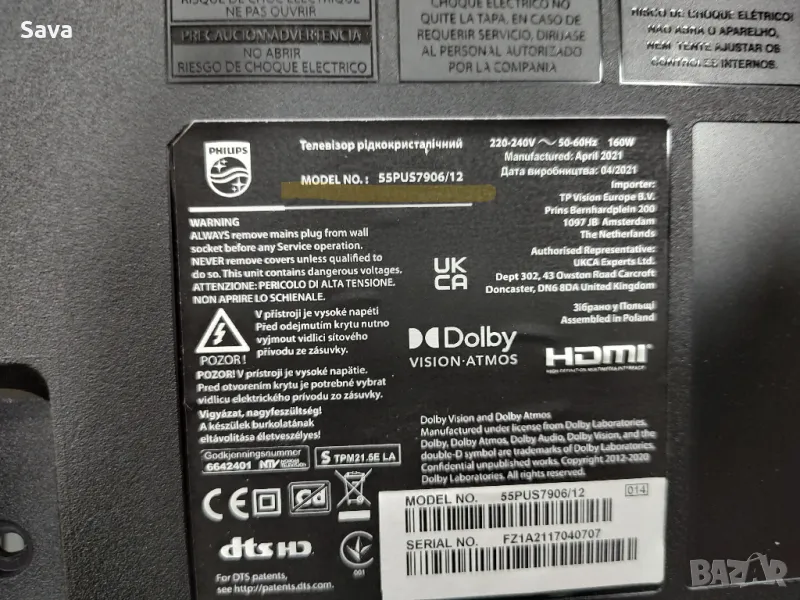 Sava
RISQUE DE CHOC ELECTRIQUE
NE PAS OUVRIR
PRECAUCION/ADVERTENCIA
NO ABRIR
RIESGO DE CHOQUE ELECTRICO
CHOQUE ELECTRICO NO
QUITE LA TAPA, EN CASO DE
REQUERIR SERVICIO, DIRIJASE
AL PERSONAL AUTORIZADO
POR LA COMPANIA
RISCO DE CHOQUE ELÉTRICO!
NÃO ABRA O APARELHO,
NEM TENTE AJUSTAR OS
CONTROLES INTERNOS.
PHILIPS
Телевізор рідкокристалічний
MODEL NO.: 55PUS7906/12
220-240V ~ 50-60Hz 160W
Manufactured: April 2021
Дата виробництва: 04/2021
Importer:
TP Vision Europe B.V.
Prins Bernhardplein 200
1097 JB Amsterdam
The Netherlands
Authorised Representative:
UKCA Experts Ltd.
Dept 302, 43 Owston Road Carcroft
Doncaster, DN6 8DA United Kingdom
Зібрано у Польщі
Assembled in Poland
WARNING
ALWAYS remove mains plug from wall
socket before any Service operation.
NEVER remove covers unless qualified to
do so. This unit contains dangerous voltages.
ATTENZIONE: PERICOLO DI ALTA TENSIONE.
NON APRIRE LO SCHIENALE.
UK
CA
V přístroji je vysoké napětí
Před odejmutím krytu nutno
vyjmout vidlici síťového
přívodu ze zásuvky.
POZOR!
Dolby
VISION·ATMOS
HDMI
HIGH-DEFINITION MULTIMEDIA INTERFACE
POZOR! V prístroji je vysoké napätie.
Pred otvorením krytu je potrebné vybrat
vidlicu elektrického prívodu zo zásuvky.
Vigyázat, nagyfeszültség!
A készülek burkolatának
eltávolítása életveszélyes!
Dolby Vision and Dolby Atmos
Manufactured under license from Dolby Laboratories.
Dolby, Dolby Atmos, Dolby Audio, Dolby Vision, and the
double-D symbol are trademarks of Dolby Laboratories.
Confidential unpublished works. Copyright 2012-2020
Dolby Laboratories. All rights reserved.
Godkjenningsnummer
6642401 NTV
S TPM21.5E LA
CE
dts HD
001
For DTS patents,
see http://patents.dts.com.
MODEL NO. 55PUS7906/12
014
SERIAL NO. FZ1A2117040707
BAZAR